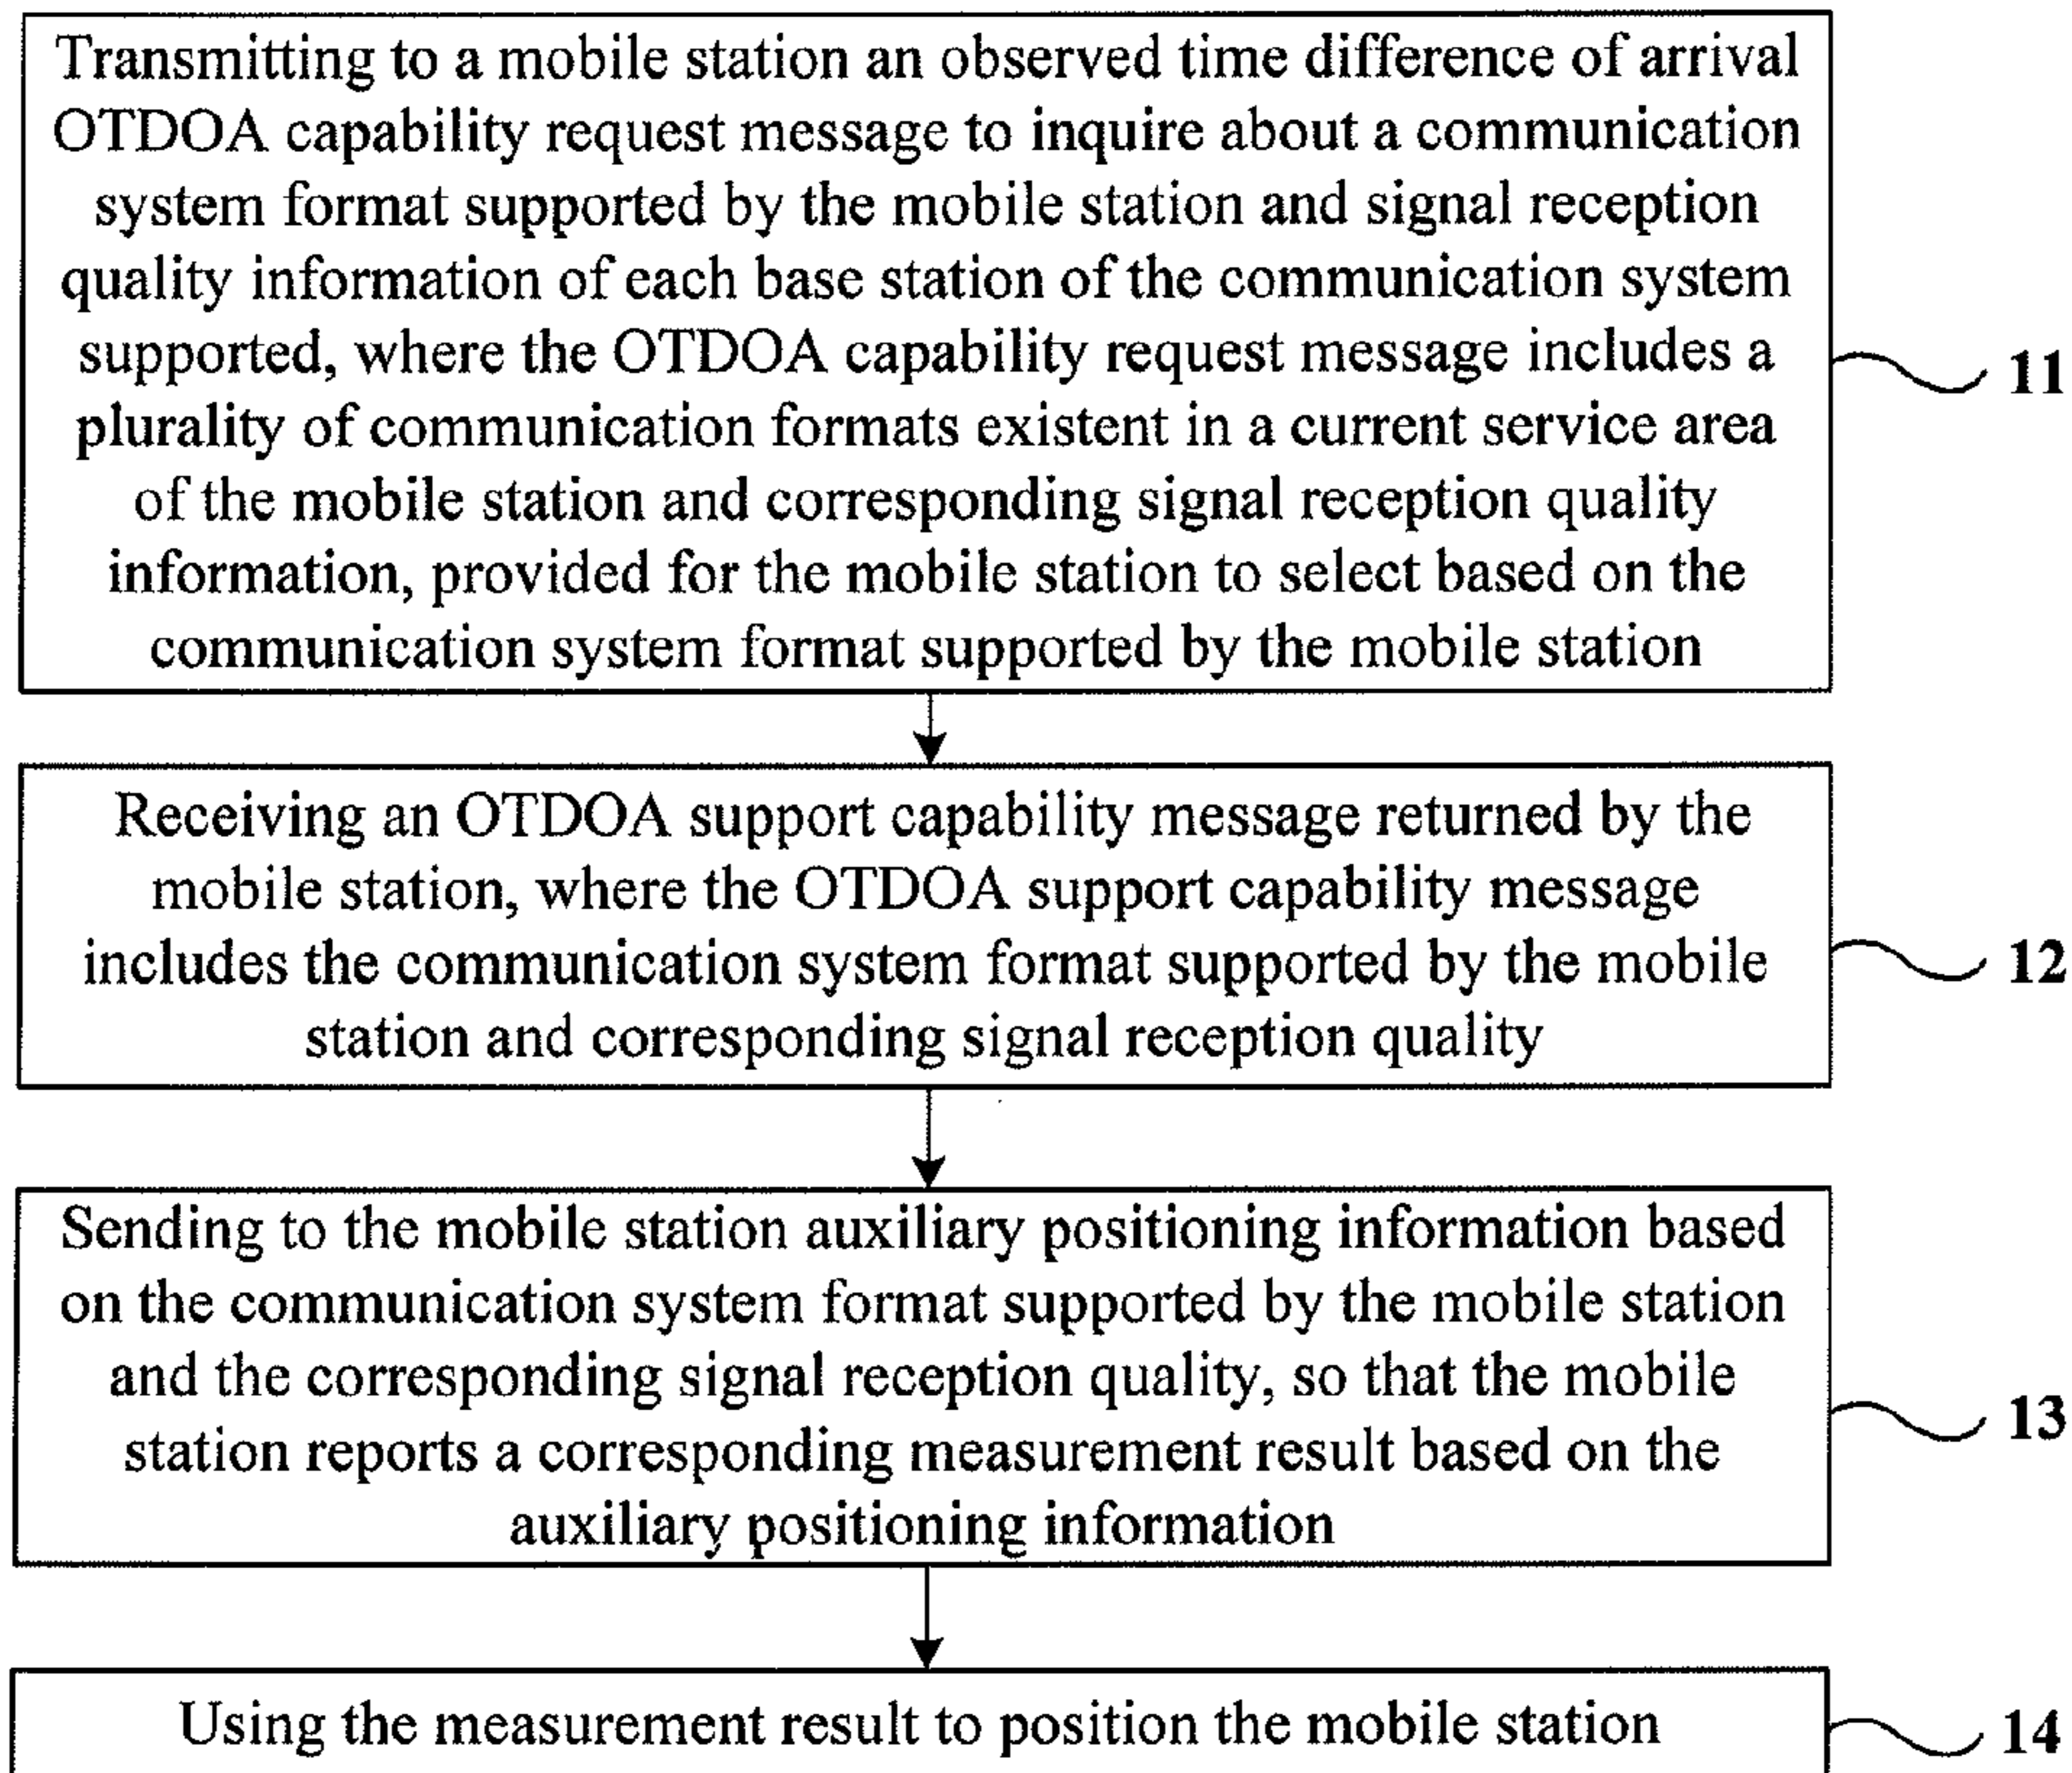 Transmitting to a mobile station an observed time difference of arrival
OTDOA capability request message to inquire about a communication
system format supported by the mobile station and signal reception
quality information of each base station of the communication system
supported, where the OTDOA capability request message includes a
plurality of communication formats existent in a current service area
of the mobile station and corresponding signal reception quality
information, provided for the mobile station to select based on the
communication system format supported by the mobile station
11
Receiving an OTDOA support capability message returned by the
mobile station, where the OTDOA support capability message
includes the communication system format supported by the mobile
station and corresponding signal reception quality
12
Sending to the mobile station auxiliary positioning information based
on the communication system format supported by the mobile station
and the corresponding signal reception quality, so that the mobile
station reports a corresponding measurement result based on the
auxiliary positioning information
13
Using the measurement result to position the mobile station
14